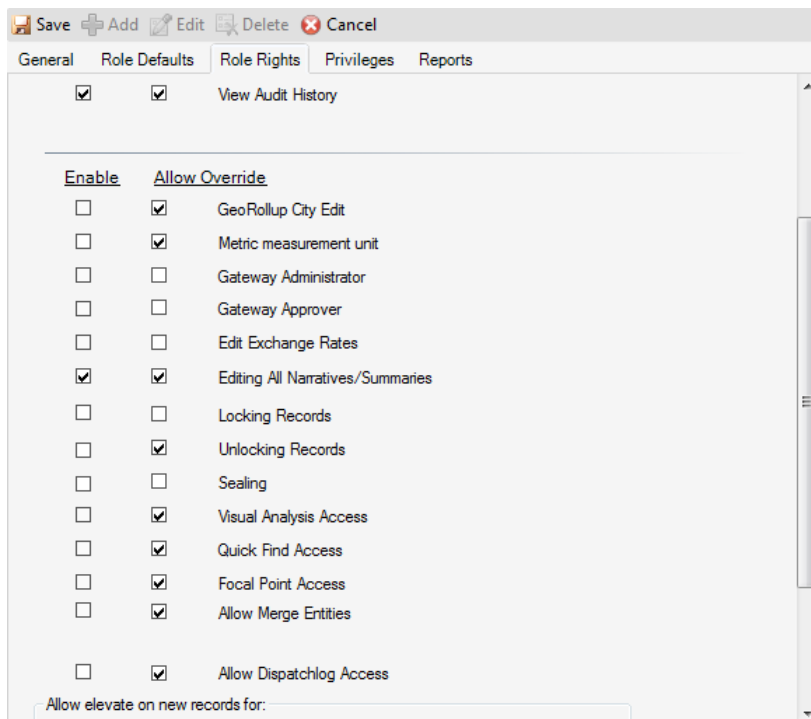 Save Add Edit Delete Cancel
General Role Defaults Role Rights Privileges Reports
View Audit History
Enable Allow Override
GeoRollup City Edit
Metric measurement unit
Gateway Administrator
Gateway Approver
Edit Exchange Rates
Editing All Narratives/Summaries
Locking Records
Unlocking Records
Sealing
Visual Analysis Access
Quick Find Access
Focal Point Access
Allow Merge Entities
Allow Dispatchlog Access
Allow elevate on new records for: